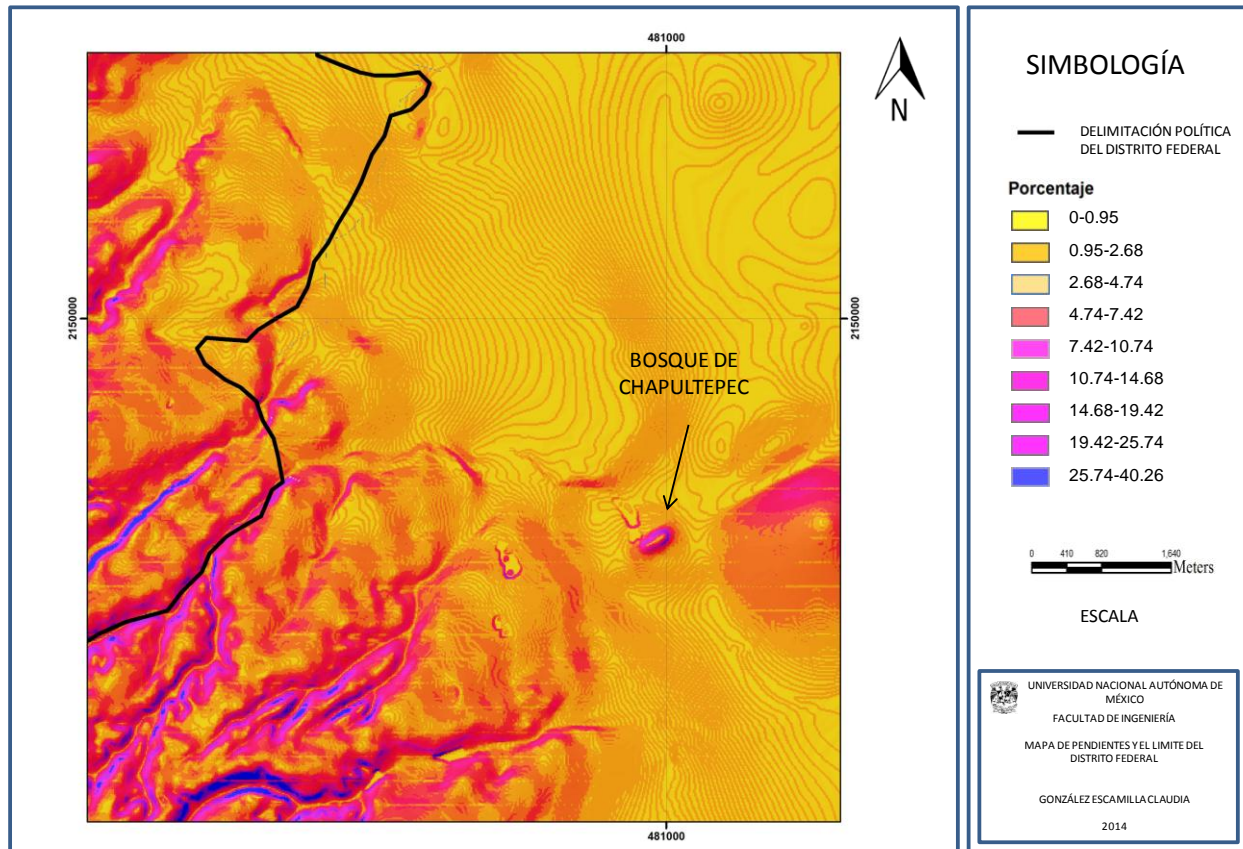 481000
2150000
2150000
N
BOSQUE DE
CHAPULTEPEC
481000
SIMBOLOGÍA
DELIMITACIÓN POLÍTICA
DEL DISTRITO FEDERAL
Porcentaje
0-0.95
0.95-2.68
2.68-4.74
4.74-7.42
7.42-10.74
10.74-14.68
14.68-19.42
19.42-25.74
25.74-40.26
0 410 820 1,640
Meters
ESCALA
UNIVERSIDAD NACIONAL AUTÓNOMA DE
MÉXICO
FACULTAD DE INGENIERÍA
MAPA DE PENDIENTES Y EL LIMITE DEL
DISTRITO FEDERAL
GONZÁLEZ ESCAMILLA CLAUDIA
2014